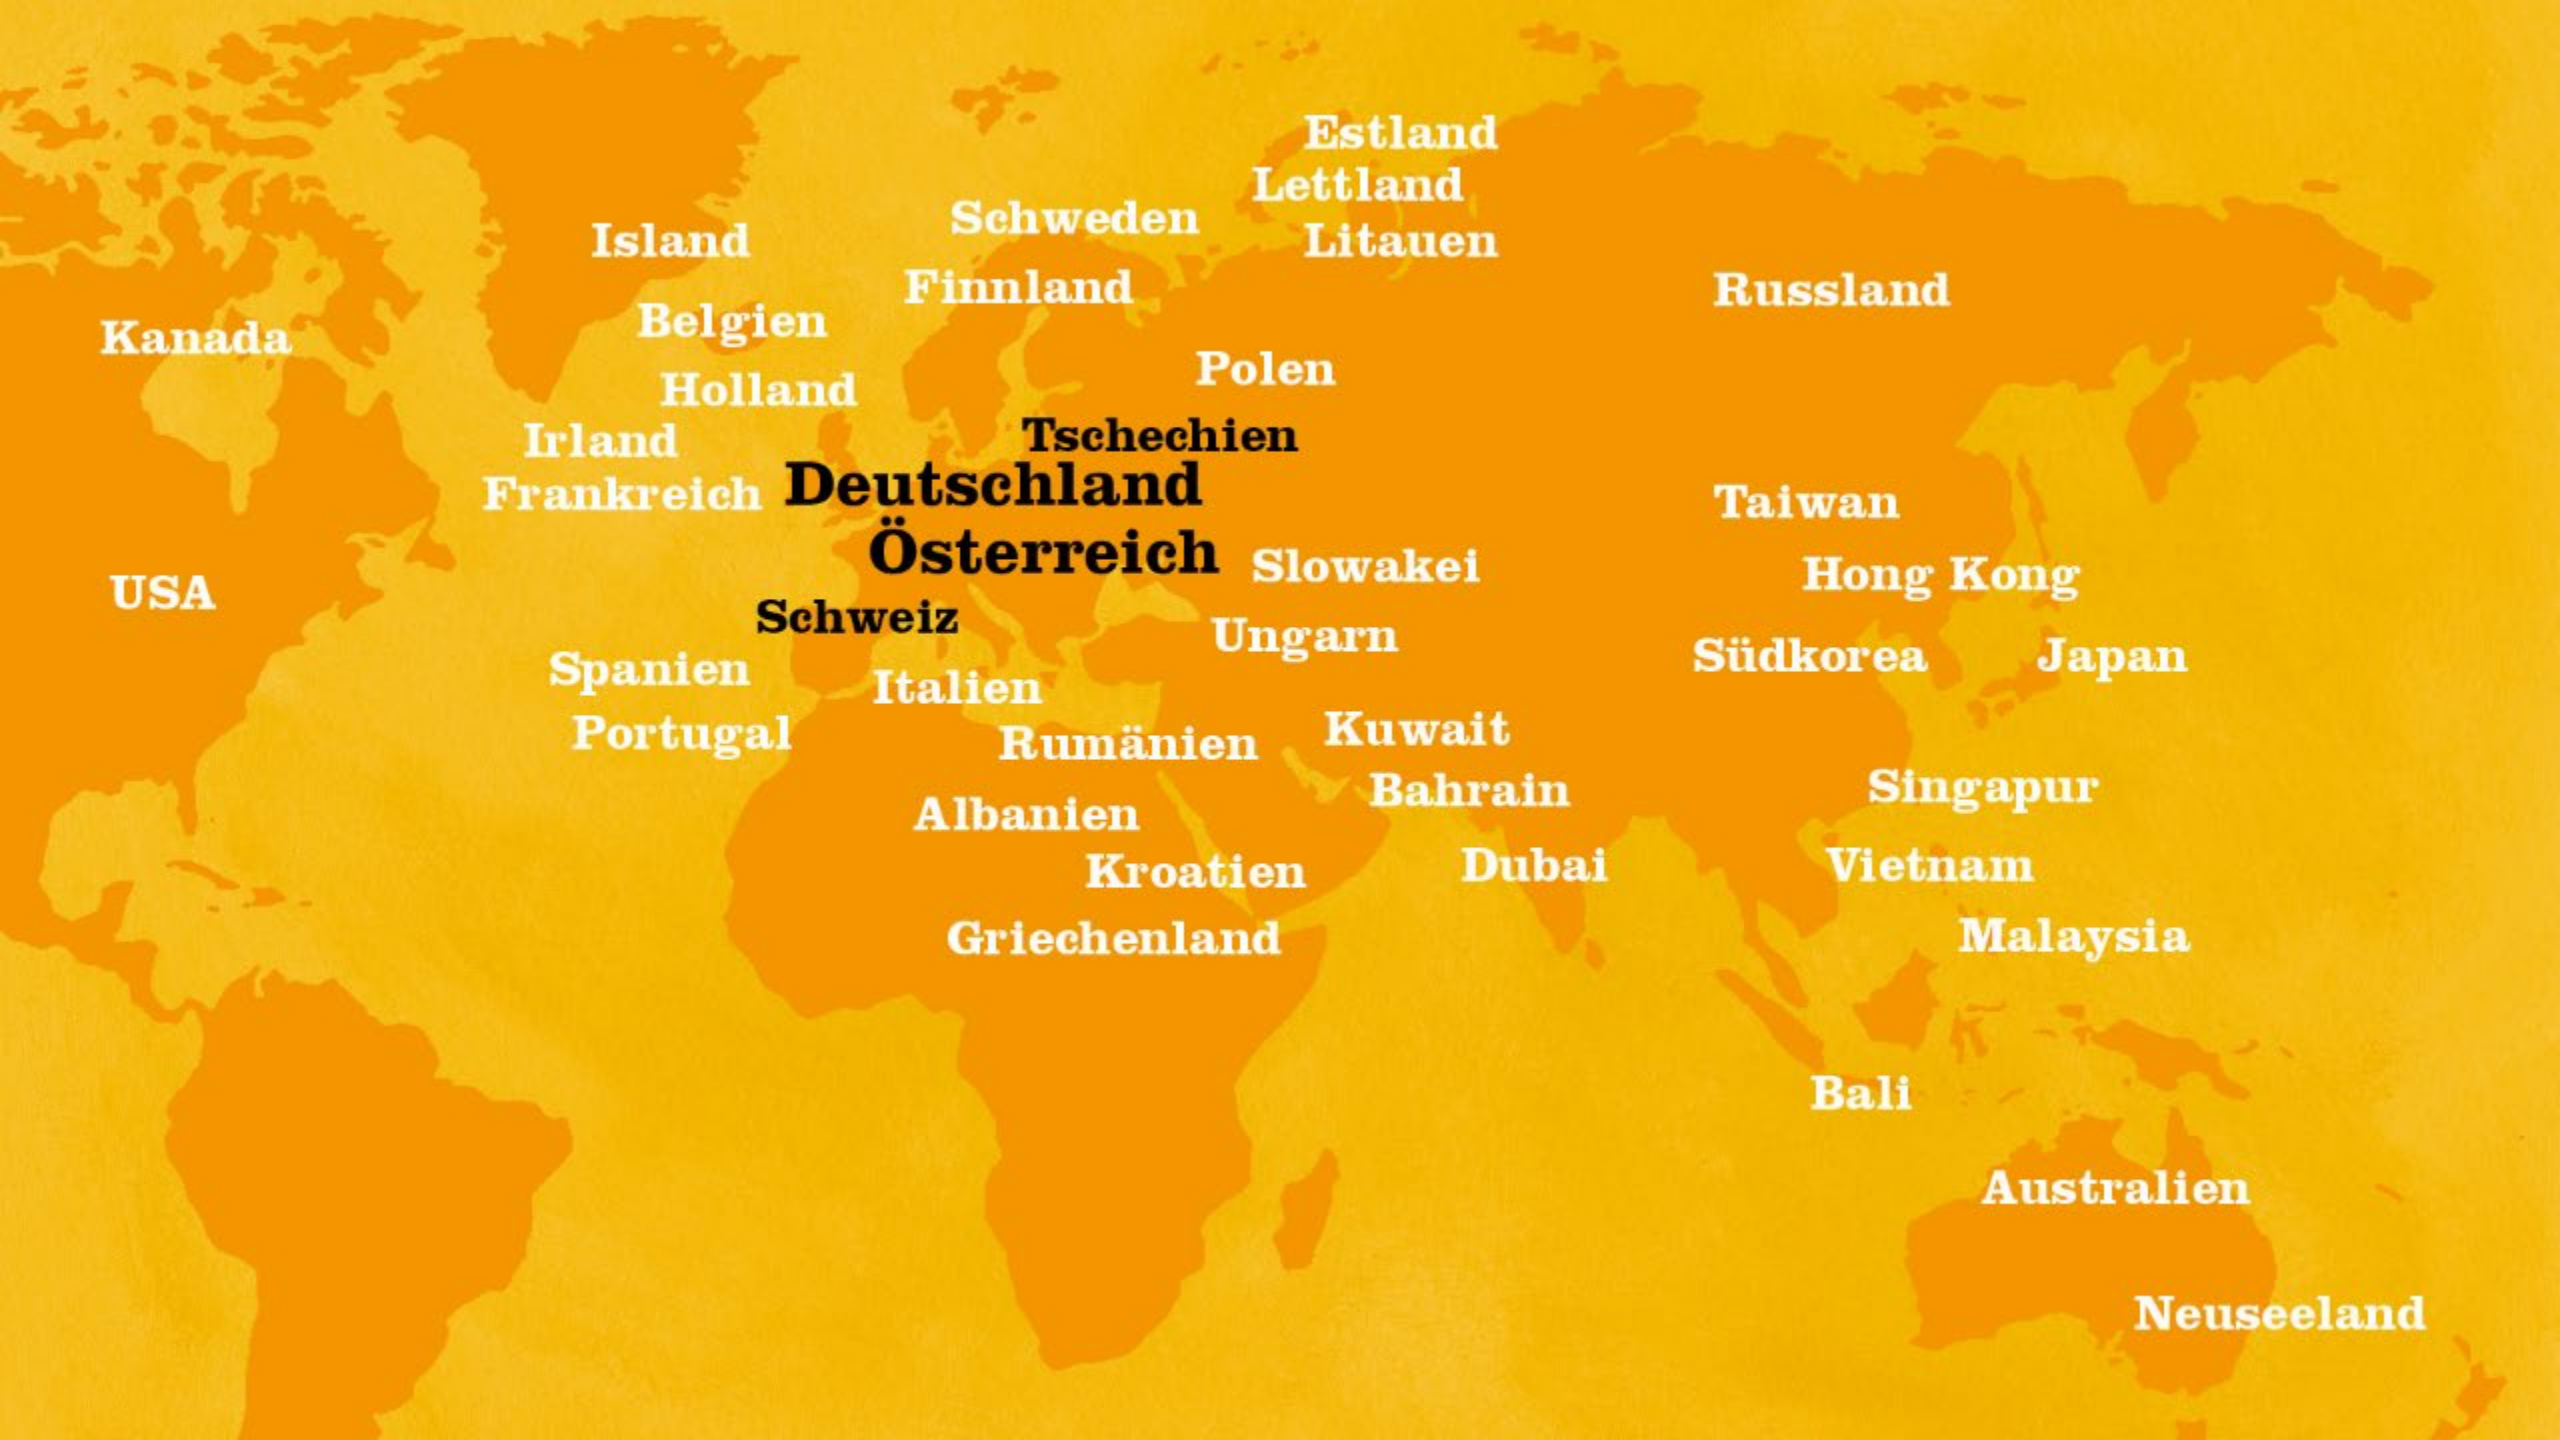 Estland
Lettland
Schweden
Island
Litauen
Finnland
Russland
Belgien
Kanada
Polen
Holland
Tschechien
Irland
Deutschland
Frankreich
Taiwan
Österreich
Slowakei
Hong Kong
USA
Schweiz
Ungarn
Südkorea
Japan
Spanien
Italien
Kuwait
Portugal
Rumänien
Bahrain
Singapur
Albanien
Dubai
Vietnam
Kroatien
Malaysia
Griechenland
Bali
Australien
Neuseeland